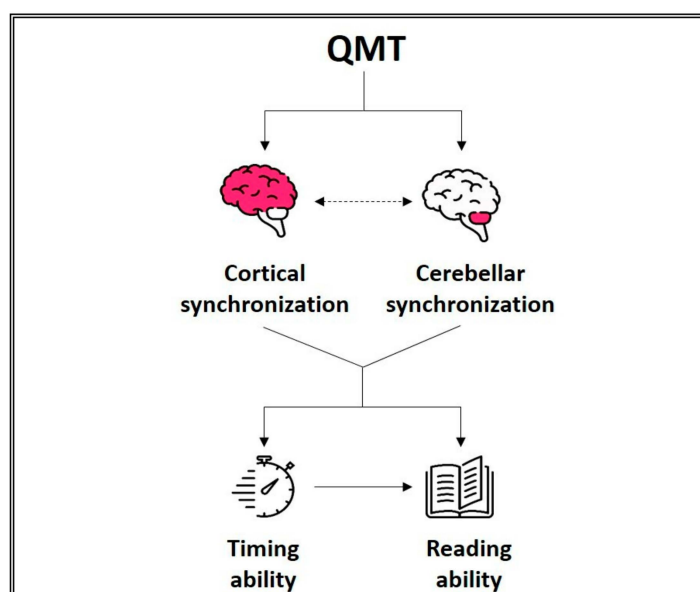 QMT
Cortical
synchronization
Cerebellar
synchronization
Timing
ability
Reading
ability